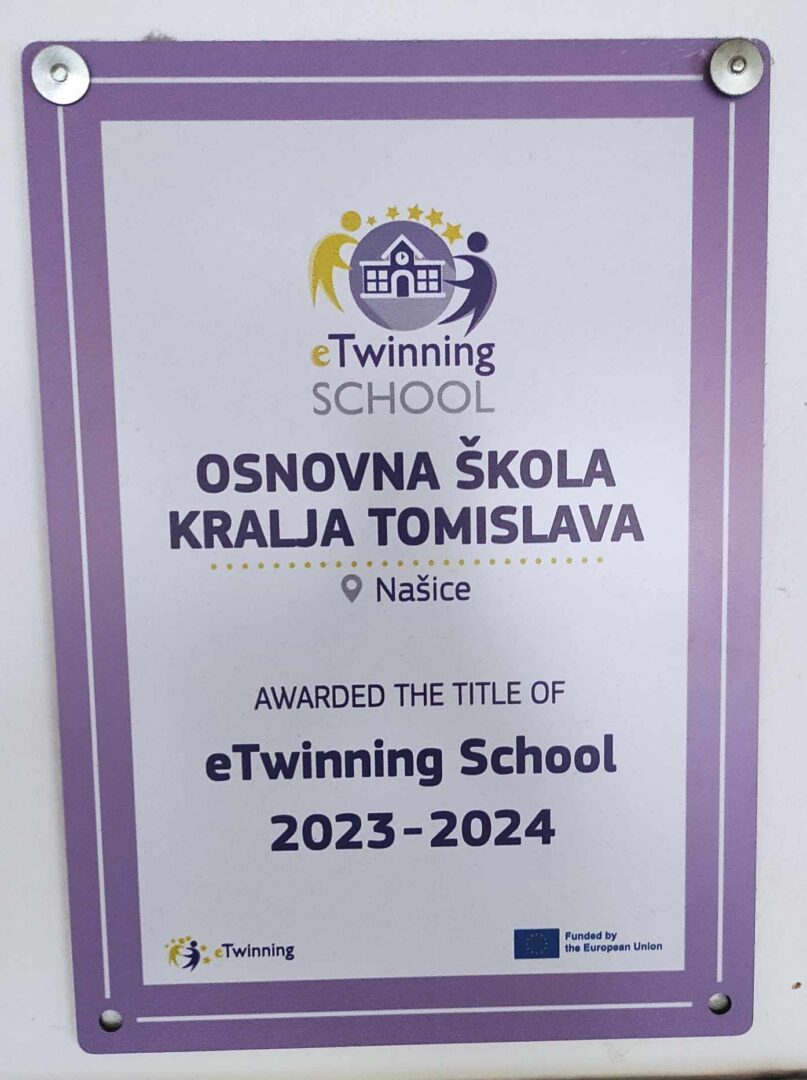 eTwinning
SCHOOL
OSNOVNA ŠKOLA
KRALJA TOMISLAVA
Našice
AWARDED THE TITLE OF
eTwinning School
2023-2024
eTwinning
Funded by
the European Union